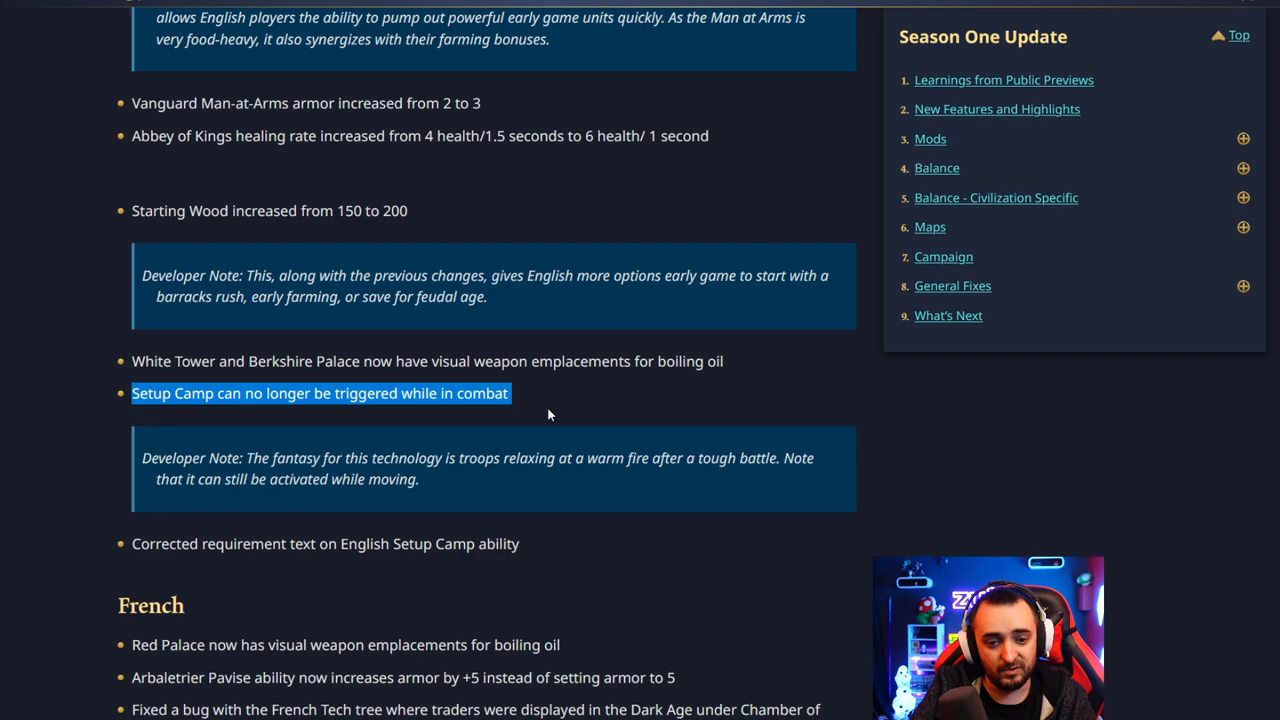 allows English players the ability to pump out powerful early game units quickly. As the Man at Arms is
very food-heavy, it also synergizes with their farming bonuses.
Vanguard Man-at-Arms armor increased from 2 to 3
Abbey of Kings healing rate increased from 4 health/1.5 seconds to 6 health/ 1 second
Starting Wood increased from 150 to 200
Developer Note: This, along with the previous changes, gives English more options early game to start with a
barracks rush, early farming, or save for feudal age.
White Tower and Berkshire Palace now have visual weapon emplacements for boiling oil
Setup Camp can no longer be triggered while in combat
Developer Note: The fantasy for this technology is troops relaxing at a warm fire after a tough battle. Note
that it can still be activated while moving.
Corrected requirement text on English Setup Camp ability
French
Red Palace now has visual weapon emplacements for boiling oil
Arbaletrier Pavise ability now increases armor by +5 instead of setting armor to 5
Fixed a bug with the French Tech tree where traders were displayed in the Dark Age under Chamber of
Season One Update
Top
1. Learnings from Public Previews
2. New Features and Highlights
3. Mods
4. Balance
5. Balance - Civilization Specific
6. Maps
7. Campaign
8. General Fixes
9. What's Next